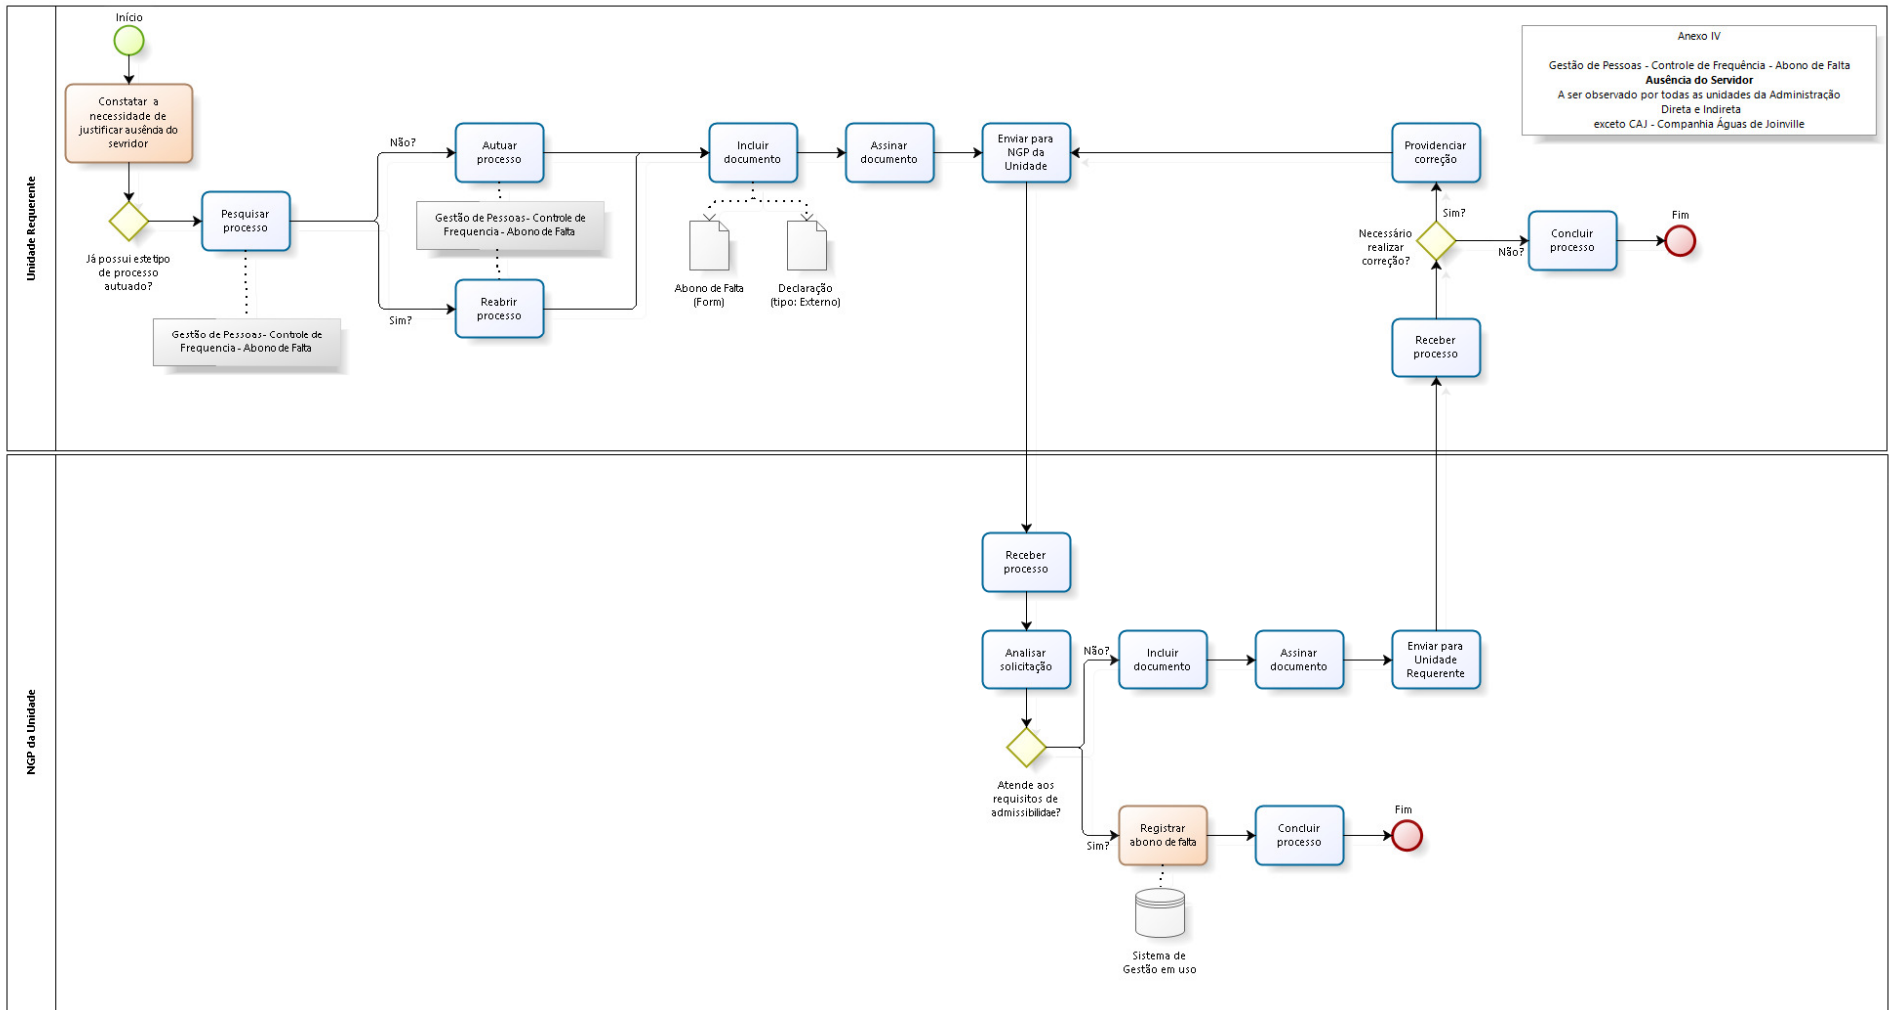 Início
Constatar a
necessidade de
justificar ausência do
sevridor
Já possui este tipo
de processo
autuado?
Pesquisar
processo
Gestão de Pessoas - Controle de
Frequencia - Abono de Falta
Não?
Sim?
Autuar
processo
Gestão de Pessoas - Controle de
Frequencia - Abono de Falta
Reabrir
processo
Incluir
documento
Abono de Falta
(Form)
Declaração
(tipo: Externo)
Assinar
documento
Enviar para
NGP da
Unidade
Providenciar
correção
Sim?
Necessário
realizar
correção?
Não?
Concluir
processo
Fim
Receber
processo
Anexo IV
Gestão de Pessoas - Controle de Frequência - Abono de Falta
Ausência do Servidor
A ser observado por todas as unidades da Administração
Direta e Indireta
exceto CAJ - Companhia Águas de Joinville
Unidade Requerente
NGP da Unidade
Receber
processo
Analisar
solicitação
Atende aos
requisitos de
admissibilidae?
Não?
Incluir
documento
Assinar
documento
Enviar para
Unidade
Requerente
Sim?
Registrar
abono de falta
Concluir
processo
Fim
Sistema de
Gestão em uso